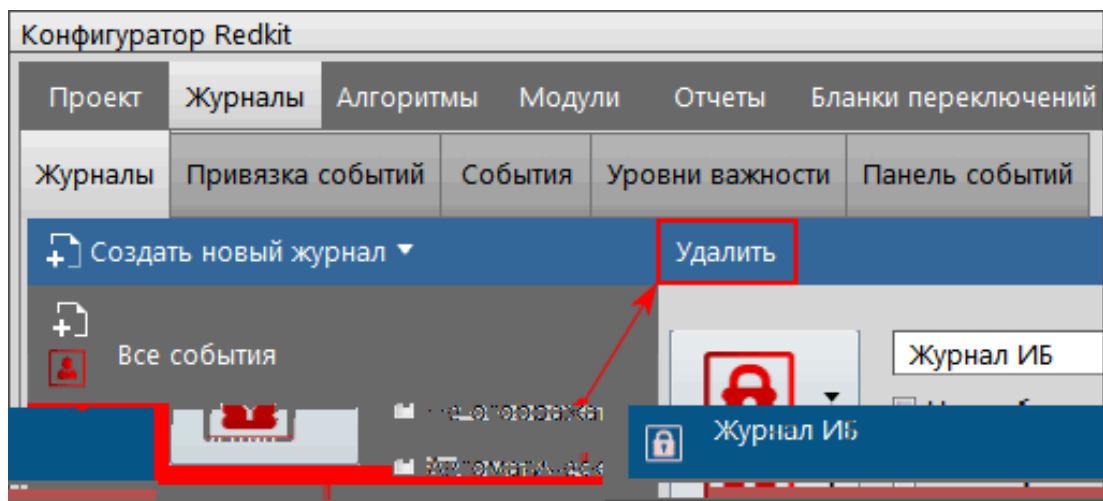 Конфигуратор Redkit
Проект Журналы Алгоритмы Модули Отчеты Бланки переключений
Журналы Привязка событий События Уровни важности Панель событий
Создать новый журнал Удалить
Все события
Журнал ИБ
Журнал ИБ